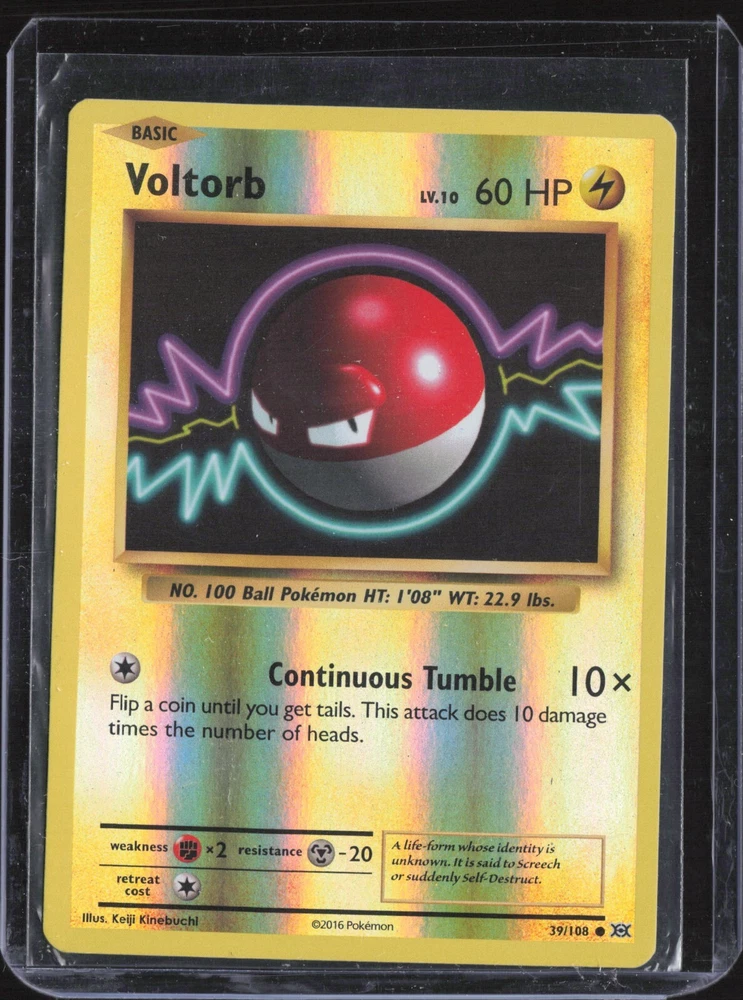 BASIC
Voltorb LV.10 60 HP
NO. 100 Ball Pokémon HT: 1'08" WT: 22.9 lbs.
Continuous Tumble 10×
Flip a coin until you get tails. This attack does 10 damage
times the number of heads.
weakness ×2 resistance -20
retreat
cost
A life-form whose identity is
unknown. It is said to Screech
or suddenly Self-Destruct.
Illus. Keiji Kinebuchi ©2016 Pokémon 39/108